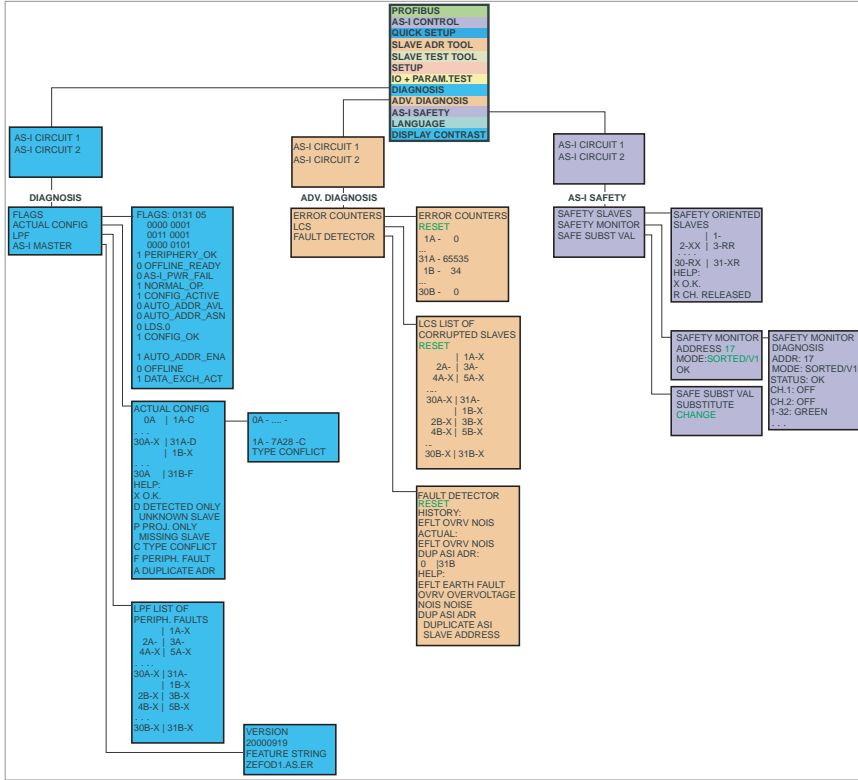 PROFIBUS
AS-I CONTROL
QUICK SETUP
SLAVE ADR TOOL
SLAVE TEST TOOL
SETUP
IO + PARAM.TEST
DIAGNOSIS
ADV. DIAGNOSIS
AS-I SAFETY
LANGUAGE
DISPLAY CONTRAST
AS-I CIRCUIT 1
AS-I CIRCUIT 2
DIAGNOSIS
FLAGS
ACTUAL CONFIG
LPF
AS-I MASTER
FLAGS: 0131 05
0000 0001
0011 0001
0000 0101
1 PERIPHERY_OK
0 OFFLINE_READY
0 AS-I_PWR_FAIL
1 NORMAL_OP.
1 CONFIG_ACTIVE
0 AUTO_ADDR_AVL
0 AUTO_ADDR_ASN
0 LDS.0
1 CONFIG_OK
1 AUTO_ADDR_ENA
0 OFFLINE
1 DATA_EXCH_ACT
ACTUAL CONFIG
0A | 1A-C
. . .
30A-X | 31A-D
| 1B-X
. . .
30A |31B-F
HELP:
X O.K.
D DETECTED ONLY
UNKNOWN SLAVE
P PROJ. ONLY
MISSING SLAVE
C TYPE CONFLICT
F PERIPH. FAULT
A DUPLICATE ADR
0A - .... -
1A - 7A28 -C
TYPE CONFLICT
LPF LIST OF
PERIPH. FAULTS
| 1A-X
2A- | 3A-
4A-X | 5A-X
. . . .
30A-X | 31A-
| 1B-X
2B-X | 3B-X
4B-X | 5B-X
. . .
30B-X | 31B-X
VERSION
20000919
FEATURE STRING
ZEFOD1.AS.ER
AS-I CIRCUIT 1
AS-I CIRCUIT 2
ADV. DIAGNOSIS
ERROR COUNTERS
LCS
FAULT DETECTOR
ERROR COUNTERS
RESET
1A - 0
...
31A - 65535
1B - 34
...
30B - 0
LCS LIST OF
CORRUPTED SLAVES
RESET
| 1A-X
2A- | 3A-
4A-X | 5A-X
....
30A-X | 31A-
| 1B-X
2B-X | 3B-X
4B-X | 5B-X
...
30B-X | 31B-X
FAULT DETECTOR
RESET
HISTORY:
EFLT OVRV NOIS
ACTUAL:
EFLT OVRV NOIS
DUP ASI ADR:
0 |31B
HELP:
EFLT EARTH FAULT
OVRV OVERVOLTAGE
NOIS NOISE
DUP ASI ADR
DUPLICATE ASI
SLAVE ADDRESS
AS-I CIRCUIT 1
AS-I CIRCUIT 2
AS-I SAFETY
SAFETY SLAVES
SAFETY MONITOR
SAFE SUBST VAL
SAFETY ORIENTED
SLAVES
| 1-
2-XX | 3-RR
. . . .
30-RX | 31-XR
HELP:
X O.K.
R CH. RELEASED
SAFETY MONITOR
ADDRESS 17
MODE:SORTED/V1
OK
SAFETY MONITOR
DIAGNOSIS
ADDR: 17
MODE: SORTED/V1
STATUS: OK
CH.1: OFF
CH.2: OFF
1-32: GREEN
. . .
SAFE SUBST VAL
SUBSTITUTE
CHANGE